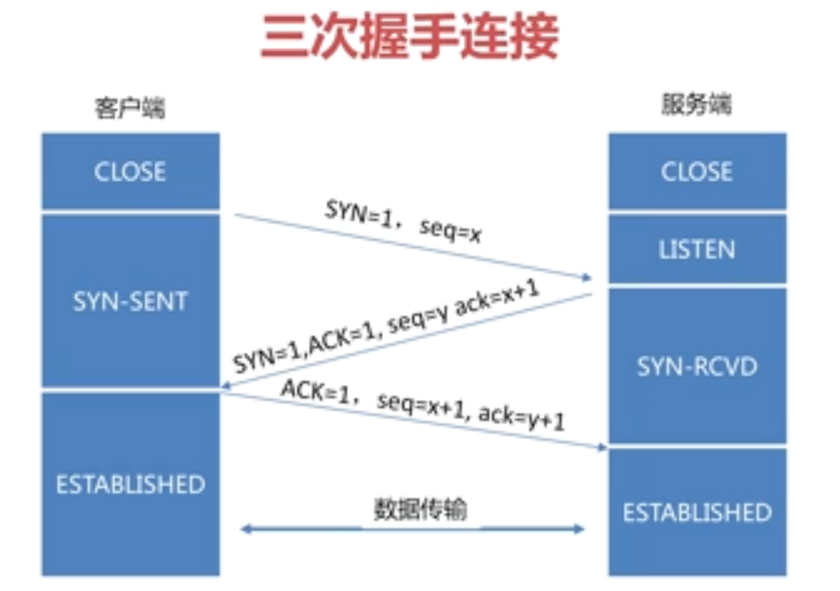 三次握手连接
客户端
服务端
CLOSE
CLOSE
SYN=1，seq=x
LISTEN
SYN-SENT
SYN=1,ACK=1, seq=y ack=x+1
SYN-RCVD
ACK=1，seq=x+1, ack=y+1
ESTABLISHED
数据传输
ESTABLISHED